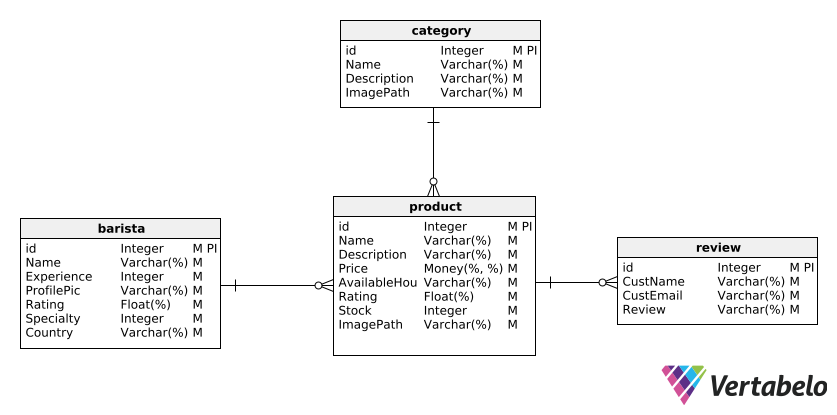 category
id Integer M PI
Name Varchar(%) M
Description Varchar(%) M
ImagePath Varchar(%) M
barista
id Integer M PI
Name Varchar(%) M
Experience Integer M
ProfilePic Varchar(%) M
Rating Float(%) M
Specialty Integer M
Country Varchar(%) M
product
id Integer M PI
Name Varchar(%) M
Description Varchar(%) M
Price Money(%, %) M
AvailableHou Varchar(%) M
Rating Float(%) M
Stock Integer M
ImagePath Varchar(%) M
review
id Integer M PI
CustName Varchar(%) M
CustEmail Varchar(%) M
Review Varchar(%) M
Vertabelo